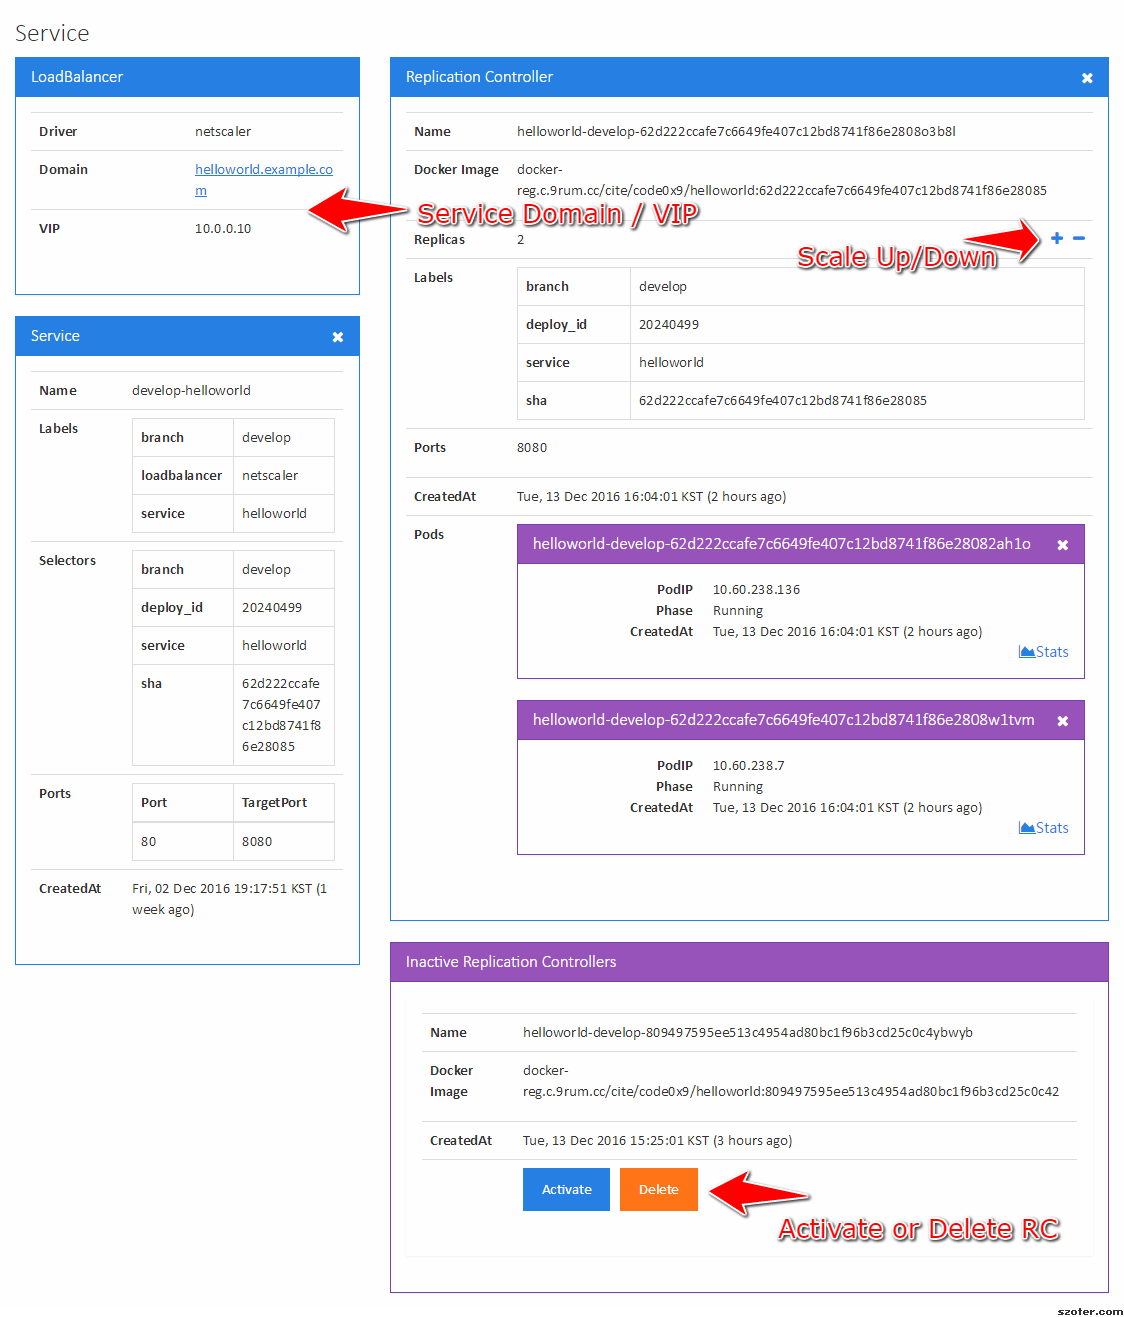 Service
LoadBalancer
Driver netscaler
Domain helloworld.example.co
m
VIP 10.0.0.10
Service Domain / VIP
Service
Name develop-helloworld
Labels
branch develop
loadbalancer netscaler
service helloworld
Selectors
branch develop
deploy_id 20240499
service helloworld
sha 62d222ccafe
7c6649fe407
c12bd8741f8
6e28085
Ports
Port TargetPort
80 8080
CreatedAt Fri, 02 Dec 2016 19:17:51 KST (1
week ago)
Replication Controller
Name helloworld-develop-62d222ccafe7c6649fe407c12bd8741f86e2808o3b8l
Docker Image docker-
reg.c.9rum.cc/cite/code0x9/helloworld:62d222ccafe7c6649fe407c12bd8741f86e28085
Replicas 2
Scale Up/Down
Labels
branch develop
deploy_id 20240499
service helloworld
sha 62d222ccafe7c6649fe407c12bd8741f86e28085
Ports 8080
CreatedAt Tue, 13 Dec 2016 16:04:01 KST (2 hours ago)
Pods
helloworld-develop-62d222ccafe7c6649fe407c12bd8741f86e28082ah1o
PodIP 10.60.238.136
Phase Running
CreatedAt Tue, 13 Dec 2016 16:04:01 KST (2 hours ago)
Stats
helloworld-develop-62d222ccafe7c6649fe407c12bd8741f86e2808w1tvm
PodIP 10.60.238.7
Phase Running
CreatedAt Tue, 13 Dec 2016 16:04:01 KST (2 hours ago)
Stats
Inactive Replication Controllers
Name helloworld-develop-809497595ee513c4954ad80bc1f96b3cd25c0c4ybwyb
Docker docker-
Image reg.c.9rum.cc/cite/code0x9/helloworld:809497595ee513c4954ad80bc1f96b3cd25c0c42
CreatedAt Tue, 13 Dec 2016 15:25:01 KST (3 hours ago)
Activate Delete
Activate or Delete RC
szoter.com